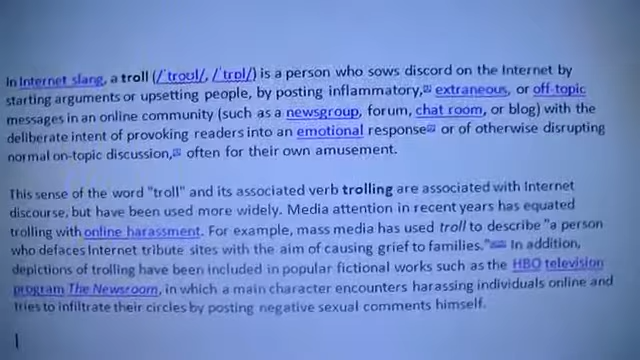 In Internet slang, a troll (/ˈtroʊl/, /ˈtrɒl/) is a person who sows discord on the Internet by
starting arguments or upsetting people, by posting inflammatory, extraneous, or off-topic
messages in an online community (such as a newsgroup, forum, chat room, or blog) with the
deliberate intent of provoking readers into an emotional response or of otherwise disrupting
normal on-topic discussion, often for their own amusement.
This sense of the word "troll" and its associated verb trolling are associated with Internet
discourse, but have been used more widely. Media attention in recent years has equated
trolling with online harassment. For example, mass media has used troll to describe "a person
who defaces Internet tribute sites with the aim of causing grief to families." In addition,
depictions of trolling have been included in popular fictional works such as the HBO television
program The Newsroom, in which a main character encounters harassing individuals online and
tries to infiltrate their circles by posting negative sexual comments himself.